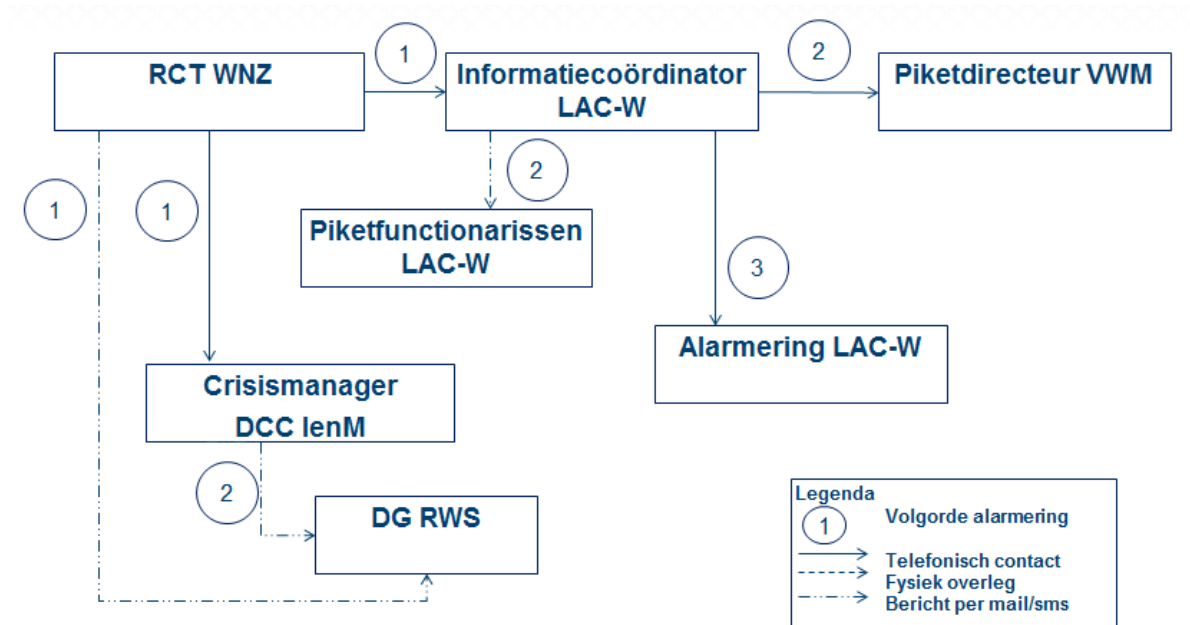 1
2
RCT WNZ
Informatiecoördinator
LAC-W
Piketdirecteur VWM
1
1
2
Piketfunctionarissen
LAC-W
3
Alarmering LAC-W
Crisismanager
DCC IenM
2
DG RWS
Legenda
1
Volgorde alarmering
Telefonisch contact
Fysiek overleg
Bericht per mail/sms